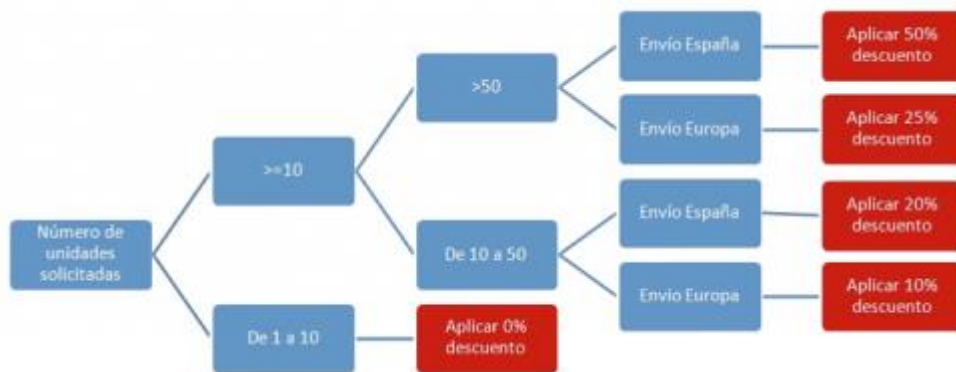 Número de
unidades
solicitadas
>=10
De 1 a 10
>50
De 10 a 50
Aplicar 0%
descuento
Envío España
Envío Europa
Envío España
Envío Europa
Aplicar 50%
descuento
Aplicar 25%
descuento
Aplicar 20%
descuento
Aplicar 10%
descuento